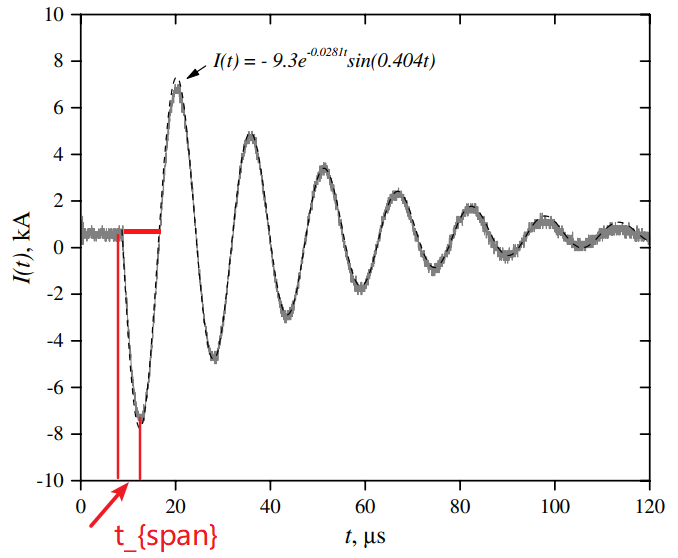 10
8
6
4
2
0
-2
-4
-6
-8
-10
I(t), kA
I(t) = - 9.3e^-0.0281t sin(0.404t)
0 20 40 60 80 100 120
t, μs
t_{span}